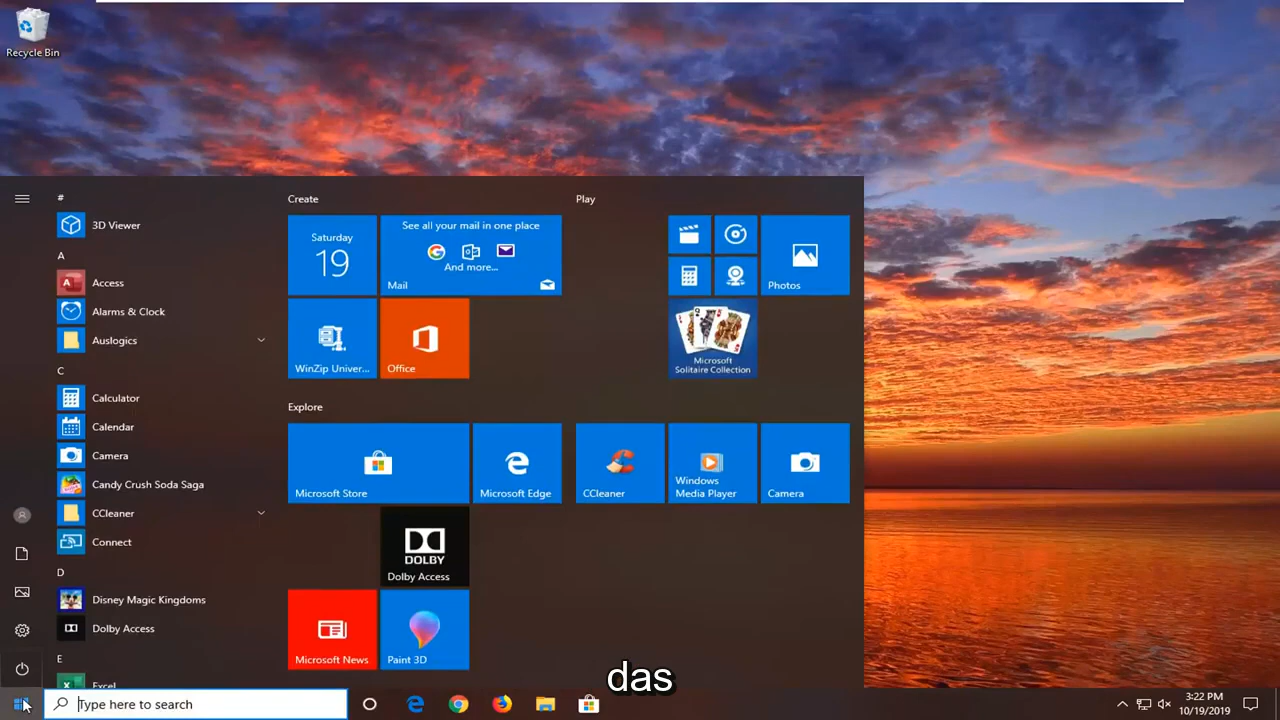 Recycle Bin
#
3D Viewer
A
Access
Alarms & Clock
Auslogics
C
Calculator
Calendar
Camera
Candy Crush Soda Saga
CCleaner
Connect
D
Disney Magic Kingdoms
Dolby Access
E
Excel
Create
Saturday
19
See all your mail in one place
And more...
Mail
WinZip Univer...
Office
Explore
Microsoft Store
Microsoft Edge
DOLBY
Dolby Access
Microsoft News
Paint 3D
Play
Photos
Microsoft
Solitaire Collection
CCleaner
Windows
Media Player
Camera
das
Type here to search
3:22 PM
10/19/2019